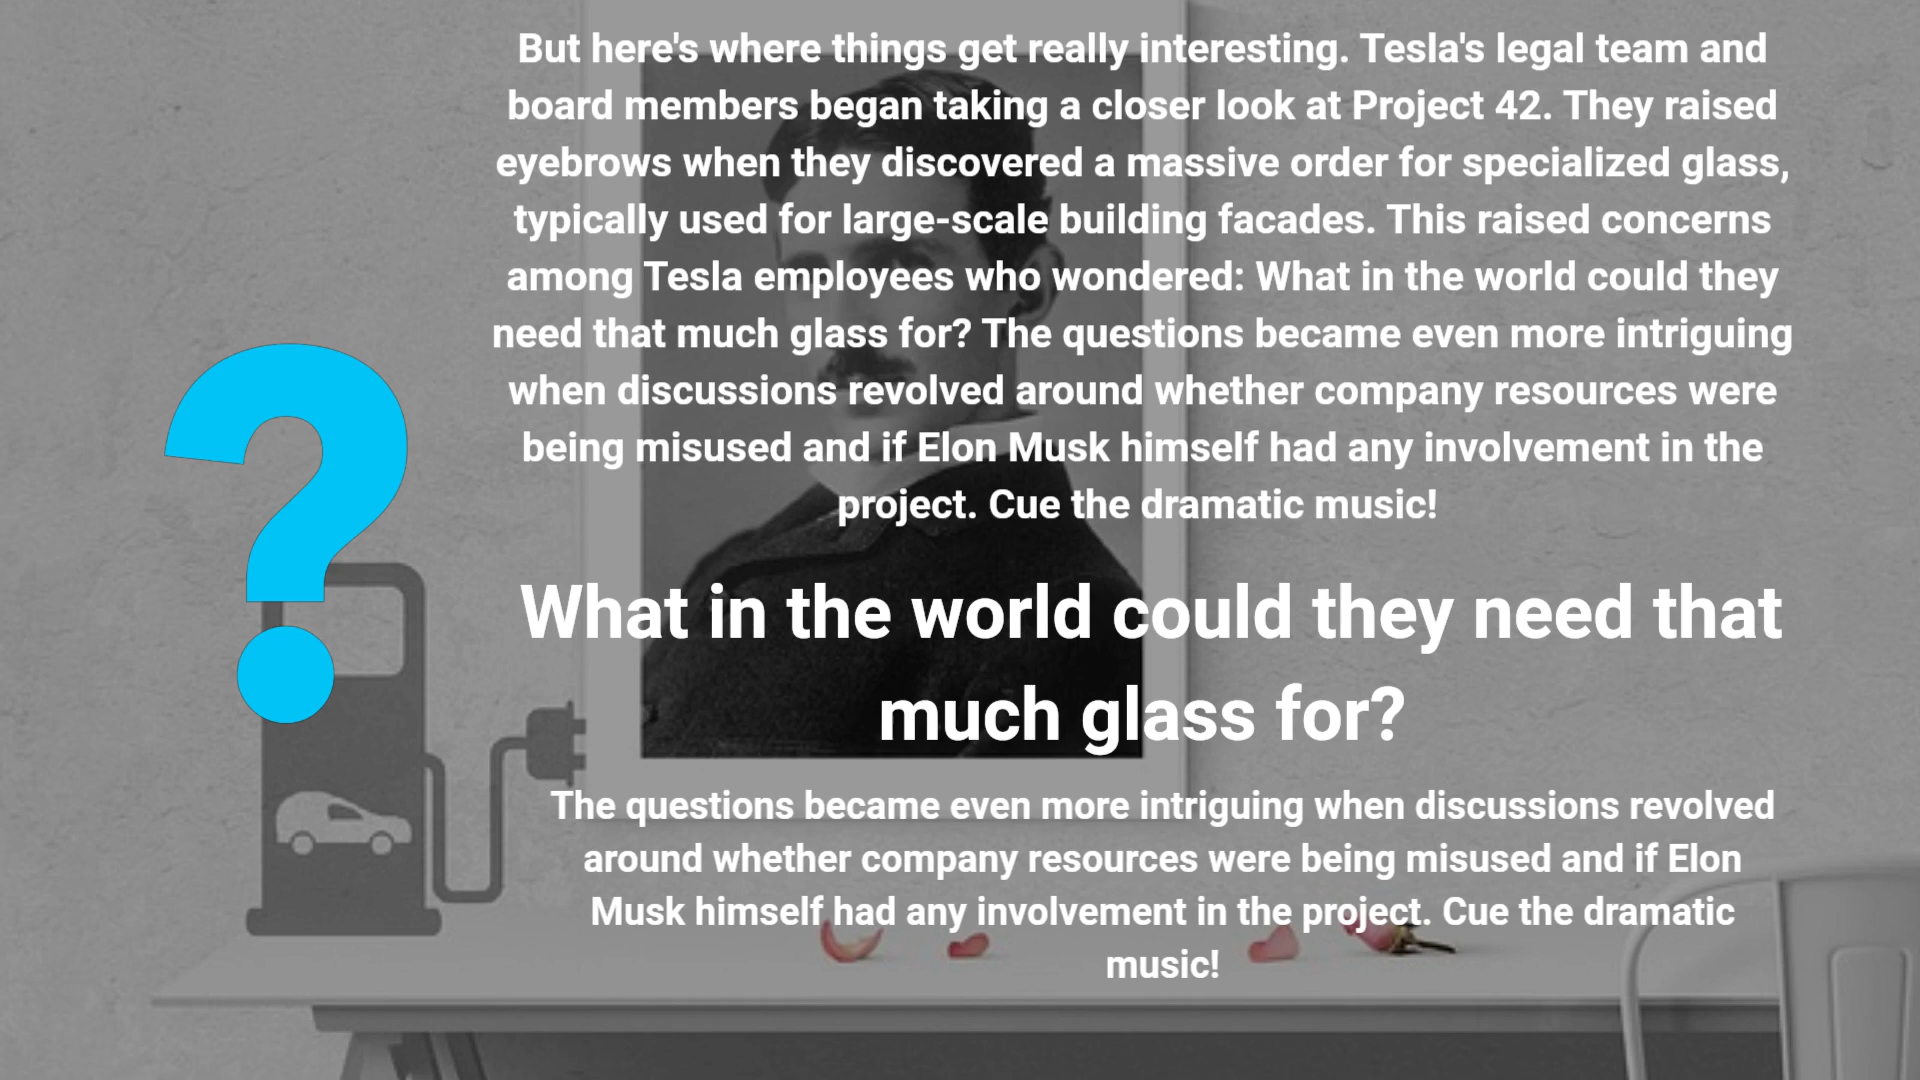 But here's where things get really interesting. Tesla's legal team and
board members began taking a closer look at Project 42. They raised
eyebrows when they discovered a massive order for specialized glass,
typically used for large-scale building facades. This raised concerns
among Tesla employees who wondered: What in the world could they
need that much glass for? The questions became even more intriguing
when discussions revolved around whether company resources were
being misused and if Elon Musk himself had any involvement in the
project. Cue the dramatic music!
?
What in the world could they need that
much glass for?
The questions became even more intriguing when discussions revolved
around whether company resources were being misused and if Elon
Musk himself had any involvement in the project. Cue the dramatic
music!